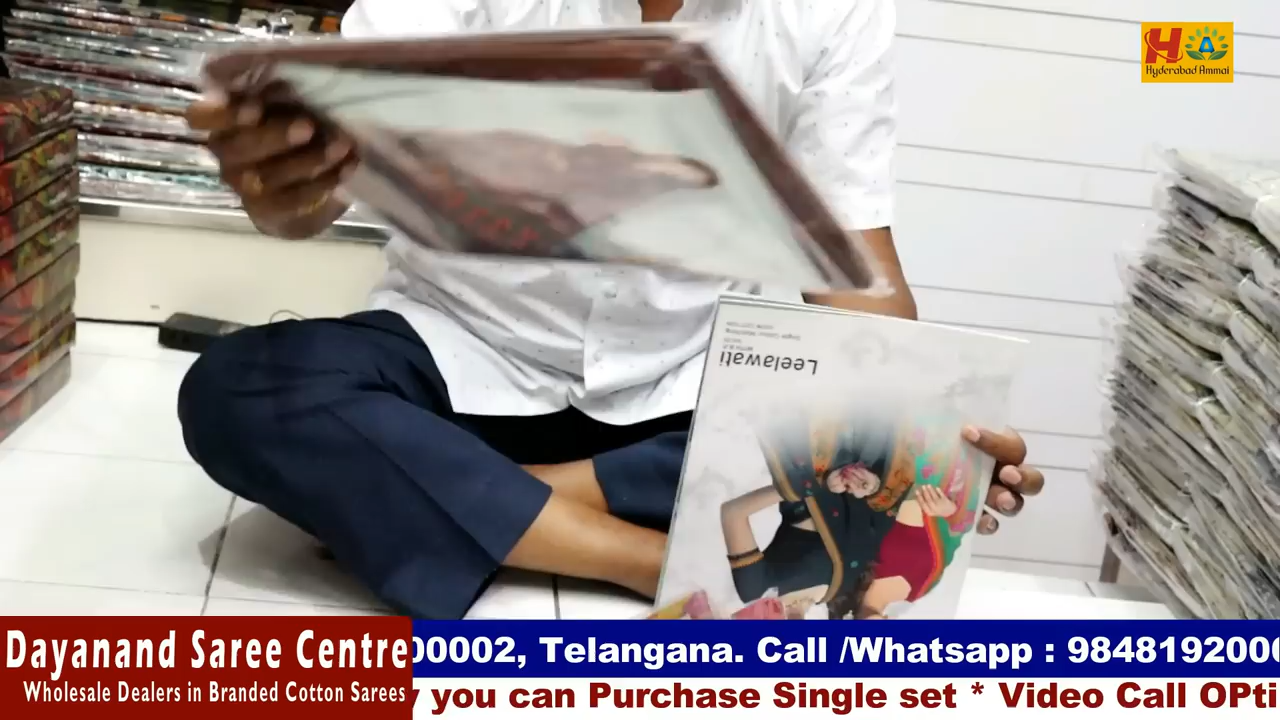 H A
Hyderabad Ammai
Leelawati
Dayanand Saree Centre
Wholesale Dealers in Branded Cotton Sarees
00002, Telangana. Call /Whatsapp : 984819200
y you can Purchase Single set * Video Call OPti